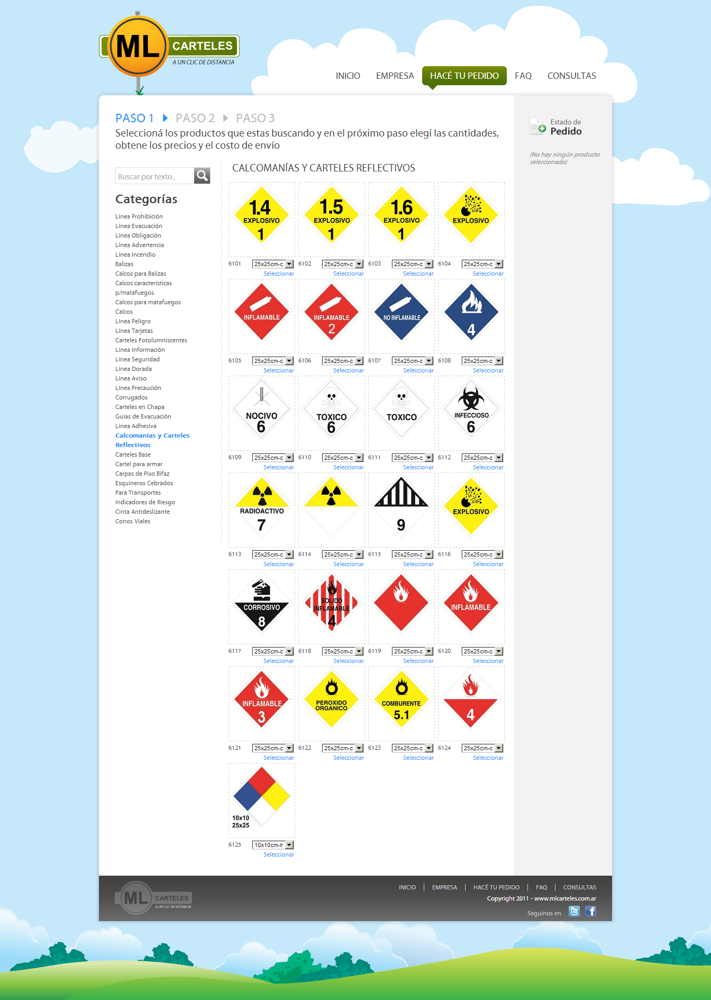 ML CARTELES
A UN CLIC DE DISTANCIA
INICIO EMPRESA HACÉ TU PEDIDO FAQ CONSULTAS
PASO 1 PASO 2 PASO 3
Seleccioná los productos que estas buscando y en el próximo paso elegí las cantidades,
obtene los precios y el costo de envío
Estado de
Pedido
(No hay ningún producto
seleccionado)
Buscar por texto...
Categorías
Línea Prohibición
Línea Evacuación
Línea Obligación
Línea Advertencia
Línea Incendio
Balizas
Calcos para Balizas
Calcos características
p/matafuegos
Calcos para matafuegos
Calcos
Línea Peligro
Línea Tarjetas
Carteles Fotolumniscentes
Línea Información
Línea Seguridad
Línea Dorada
Línea Aviso
Línea Precaución
Corrugados
Carteles en Chapa
Guias de Evacuación
Linea Adhesiva
Calcomanías y Carteles
Reflectivos
Carteles Base
Cartel para armar
Carpas de Piso Bifaz
Esquineros Cebrados
Para Transportes
Indicadores de Riesgo
Cinta Antideslizante
Conos Viales
CALCOMANÍAS Y CARTELES REFLECTIVOS
1.4 1.5 1.6
EXPLOSIVO EXPLOSIVO EXPLOSIVO EXPLOSIVO
1 1 1
6101 25x25cm-c 6102 25x25cm-c 6103 25x25cm-c 6104 25x25cm-c
Seleccionar Seleccionar Seleccionar Seleccionar
INFLAMABLE INFLAMABLE NO INFLAMABLE
2 4
6105 25x25cm-c 6106 25x25cm-c 6107 25x25cm-c 6108 25x25cm-c
Seleccionar Seleccionar Seleccionar Seleccionar
NOCIVO TOXICO TOXICO INFECCIOSO
6 6 6
6109 25x25cm-c 6110 25x25cm-c 6111 25x25cm-c 6112 25x25cm-c
Seleccionar Seleccionar Seleccionar Seleccionar
RADIOACTIVO EXPLOSIVO
7 9
6113 25x25cm-c 6114 25x25cm-c 6115 25x25cm-c 6116 25x25cm-c
Seleccionar Seleccionar Seleccionar Seleccionar
CORROSIVO SOLIDO INFLAMABLE
INFLAMABLE
8 4
6117 25x25cm-c 6118 25x25cm-c 6119 25x25cm-c 6120 25x25cm-c
Seleccionar Seleccionar Seleccionar Seleccionar
INFLAMABLE PEROXIDO COMBURENTE
ORGANICO
3 5.1 4
6121 25x25cm-c 6122 25x25cm-c 6123 25x25cm-c 6124 25x25cm-c
Seleccionar Seleccionar Seleccionar Seleccionar
10x10
25x25
6125 10x10cm-Ir
Seleccionar
ML CARTELES
A UN CLIC DE DISTANCIA
INICIO EMPRESA HACÉ TU PEDIDO FAQ CONSULTAS
Copyright 2011 - www.mlcarteles.com.ar
Seguinos en